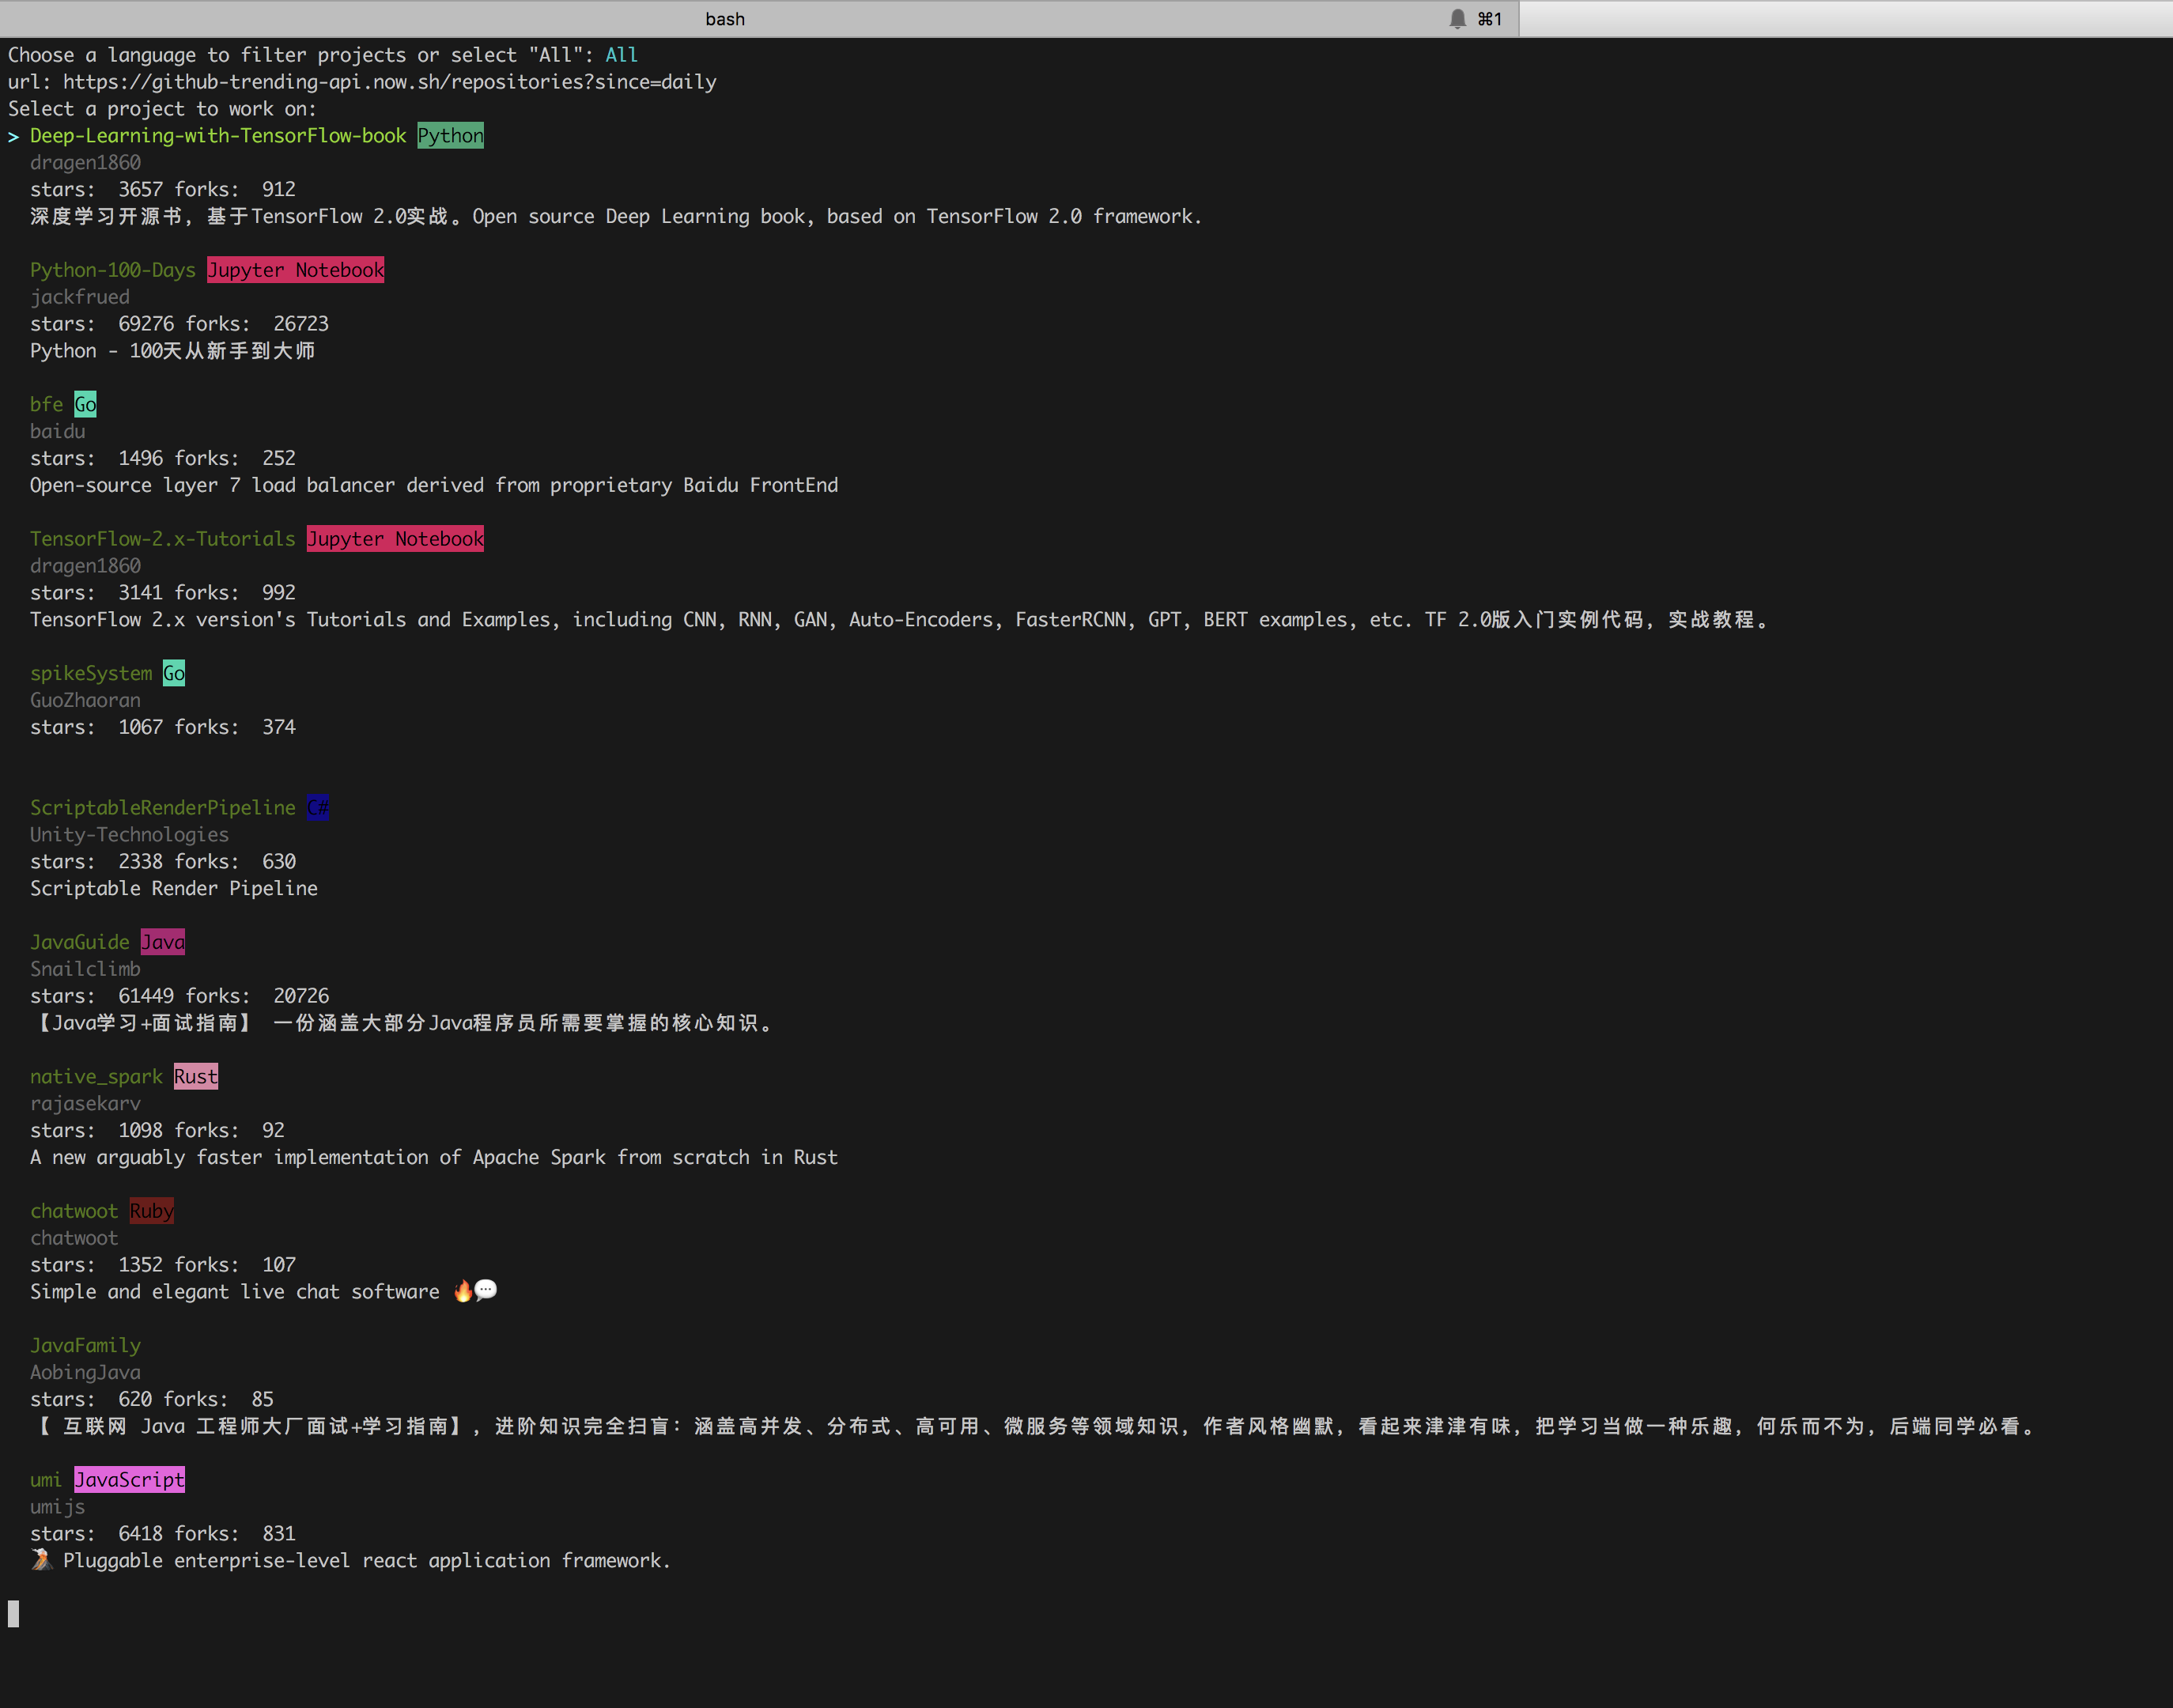 bash
⌘1
Choose a language to filter projects or select "All": All
url: https://github-trending-api.now.sh/repositories?since=daily
Select a project to work on:
> Deep-Learning-with-TensorFlow-book Python
dragen1860
stars:  3657 forks:  912
深度学习开源书，基于TensorFlow 2.0实战。Open source Deep Learning book, based on TensorFlow 2.0 framework.
Python-100-Days Jupyter Notebook
jackfrued
stars:  69276 forks:  26723
Python - 100天从新手到大师
bfe Go
baidu
stars:  1496 forks:  252
Open-source layer 7 load balancer derived from proprietary Baidu FrontEnd
TensorFlow-2.x-Tutorials Jupyter Notebook
dragen1860
stars:  3141 forks:  992
TensorFlow 2.x version's Tutorials and Examples, including CNN, RNN, GAN, Auto-Encoders, FasterRCNN, GPT, BERT examples, etc. TF 2.0版入门实例代码，实战教程。
spikeSystem Go
GuoZhaoran
stars:  1067 forks:  374
ScriptableRenderPipeline C#
Unity-Technologies
stars:  2338 forks:  630
Scriptable Render Pipeline
JavaGuide Java
Snailclimb
stars:  61449 forks:  20726
【Java学习+面试指南】 一份涵盖大部分Java程序员所需要掌握的核心知识。
native_spark Rust
rajasekarv
stars:  1098 forks:  92
A new arguably faster implementation of Apache Spark from scratch in Rust
chatwoot Ruby
chatwoot
stars:  1352 forks:  107
Simple and elegant live chat software 🔥💬
JavaFamily
AobingJava
stars:  620 forks:  85
【 互联网 Java 工程师大厂面试+学习指南】，进阶知识完全扫盲：涵盖高并发、分布式、高可用、微服务等领域知识，作者风格幽默，看起来津津有味，把学习当做一种乐趣，何乐而不为，后端同学必看。
umi JavaScript
umijs
stars:  6418 forks:  831
🌋 Pluggable enterprise-level react application framework.